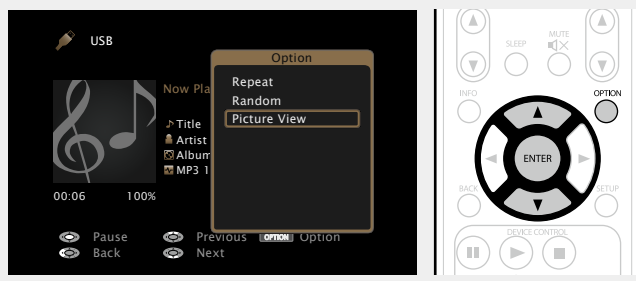 USB
Option
Now Pla
Repeat
Random
Picture View
Title
Artist
Album
MP3 1
00:06 100%
Pause Previous OPTION Option
Back Next
SLEEP MUTE
INFO OPTION
ENTER
BACK SETUP
DEVICE CONTROL